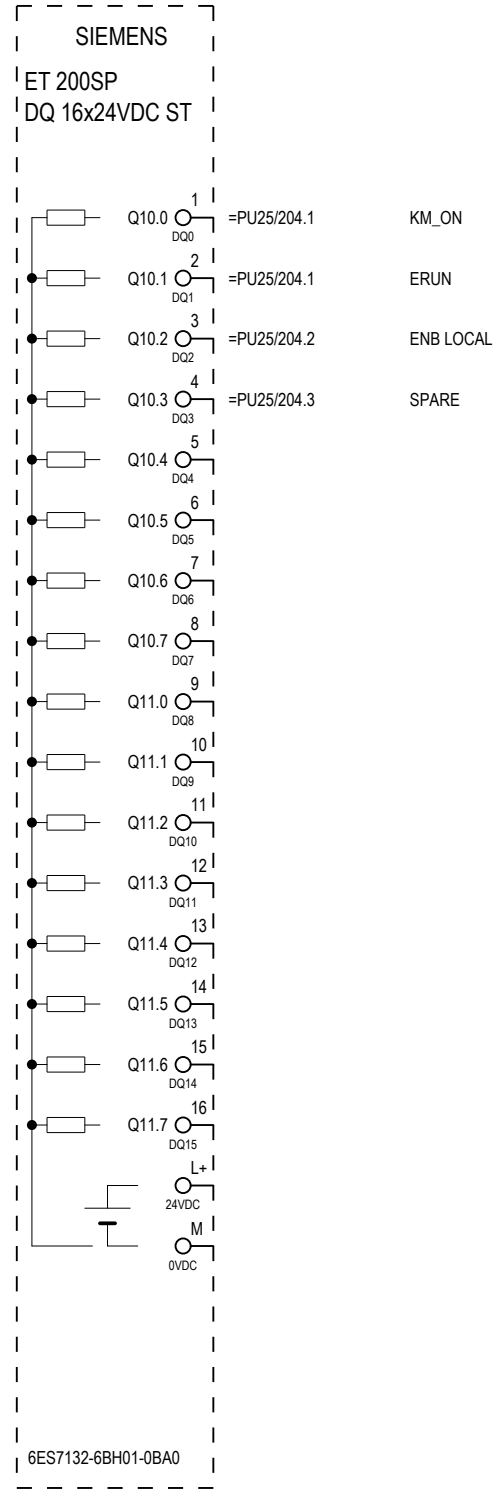 SIEMENS
ET 200SP
DQ 16x24VDC ST
1
Q10.0 =PU25/204.1 KM_ON
DQ0
2
Q10.1 =PU25/204.1 ERUN
DQ1
3
Q10.2 =PU25/204.2 ENB LOCAL
DQ2
4
Q10.3 =PU25/204.3 SPARE
DQ3
5
Q10.4
DQ4
6
Q10.5
DQ5
7
Q10.6
DQ6
8
Q10.7
DQ7
9
Q11.0
DQ8
10
Q11.1
DQ9
11
Q11.2
DQ10
12
Q11.3
DQ11
13
Q11.4
DQ12
14
Q11.5
DQ13
15
Q11.6
DQ14
16
Q11.7
DQ15
L+
24VDC
M
0VDC
6ES7132-6BH01-0BA0